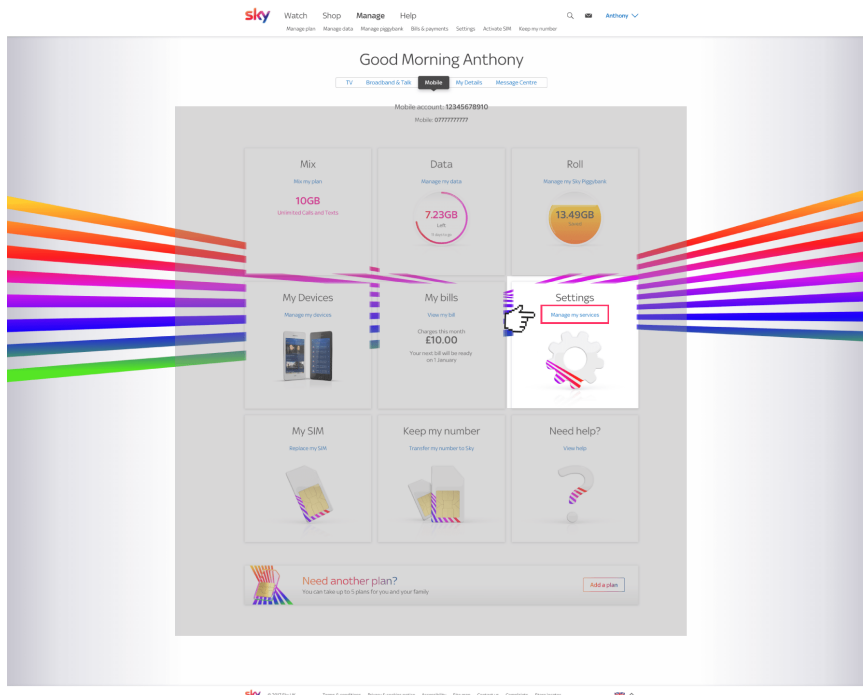 sky Watch Shop Manage Help Anthony
Manage plan Manage data Manage piggybank Bills & payments Settings Activate SIM Keep my number
Good Morning Anthony
TV Broadband & Talk Mobile My Details Message Centre
Mobile account: 12345678910
Mobile: 07777777777
Mix
Mix my plan
10GB
Unlimited Calls and Texts
Data
Manage my data
7.23GB
Left
Roll
Manage my Sky Piggybank
13.49GB
Saved
My Devices
Manage my devices
My bills
View my bill
Charges this month
£10.00
Your next bill will be ready
on 1 January
Settings
Manage my services
My SIM
Replace my SIM
Keep my number
Transfer my number to Sky
Need help?
View help
Need another plan?
You can take up to 5 plans for you and your family
Add a plan
sky